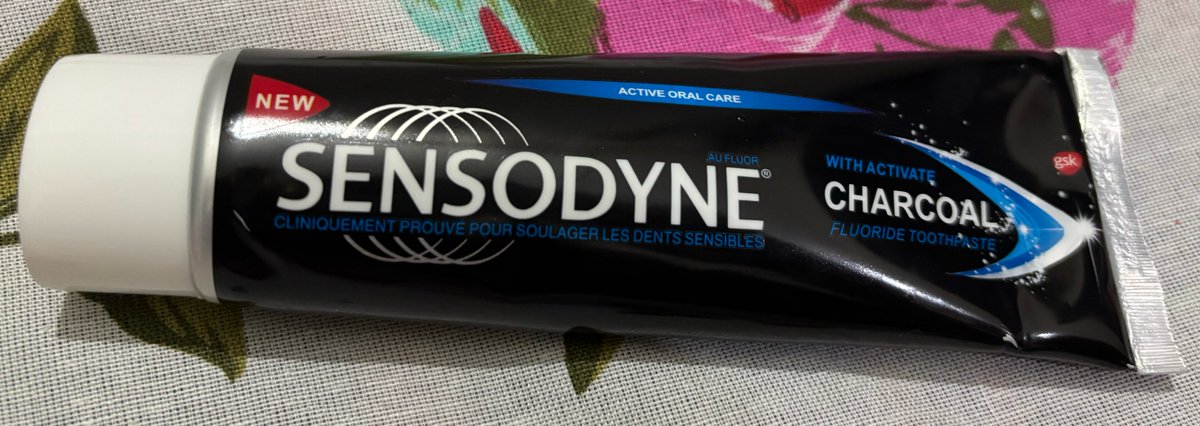 NEW
ACTIVE ORAL CARE
AU FLUOR
SENSODYNE®
CLINIQUEMENT PROUVÉ POUR SOULAGER LES DENTS SENSIBLES
WITH ACTIVATE
CHARCOAL
FLUORIDE TOOTHPASTE
gsk